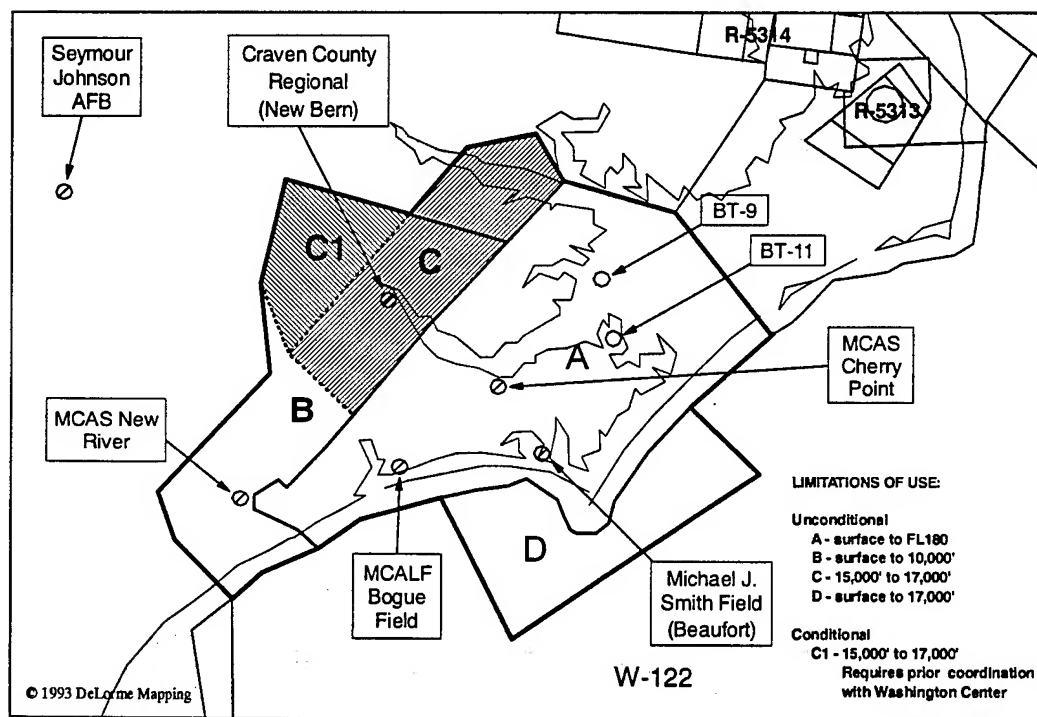 Seymour
Johnson
AFB
Craven County
Regional
(New Bern)
R-5314
R-5313
BT-9
BT-11
C1
C
A
MCAS
Cherry
Point
B
MCAS New
River
D
MCALF
Bogue
Field
Michael J.
Smith Field
(Beaufort)
LIMITATIONS OF USE:
Unconditional
A - surface to FL180
B - surface to 10,000'
C - 15,000' to 17,000'
D - surface to 17,000'
Conditional
C1 - 15,000' to 17,000'
Requires prior coordination
with Washington Center
W-122
© 1993 DeLorme Mapping